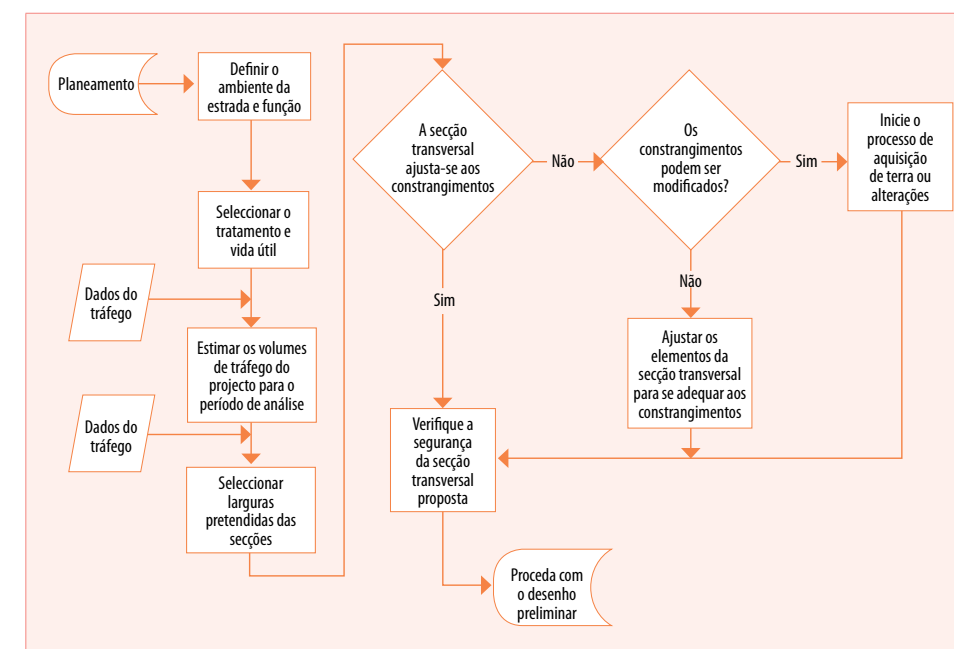 Planeamento
Definir o
ambiente da
estrada e função
Seleccionar o
tratamento e
vida útil
Dados do
tráfego
Estimar os volumes
de tráfego do
projecto para o
período de análise
Dados do
tráfego
Seleccionar
larguras
pretendidas das
secções
A secção
transversal
ajusta-se aos
constrangimentos
Não
Sim
Os
constrangimentos
podem ser
modificados?
Sim
Não
Inicie o
processo de
aquisição
de terra ou
alterações
Ajustar os
elementos da
secção transversal
para se adequar aos
constrangimentos
Verifique a
segurança
da secção
transversal
proposta
Proceda com
o desenho
preliminar